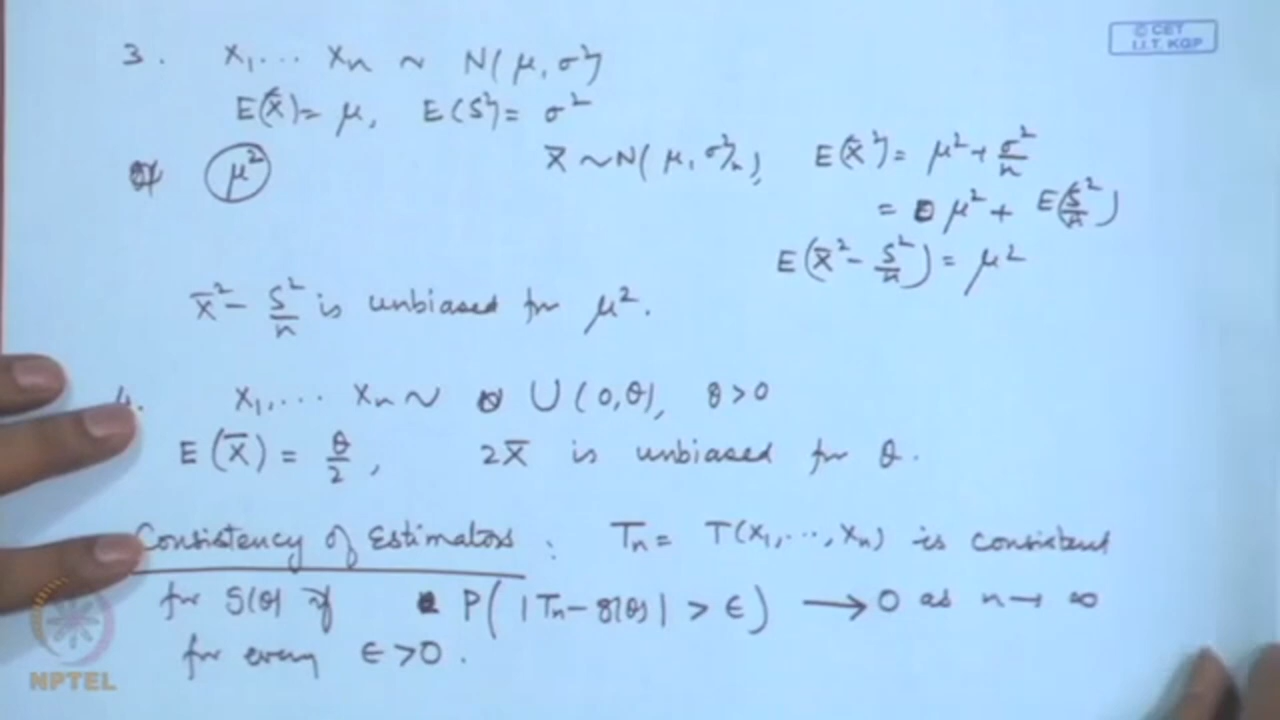 © CET
I.I.T. KGP
3. X₁... Xₙ ~ N(μ, σ²)
E(X̄) = μ, E(S²) = σ²
μ² X̄ ~ N(μ, σ²/n), E(X̄²) = μ² + σ²/n
= μ² + E(S²/n)
E(X̄² - S²/n) = μ²
X̄² - S²/n is unbiased for μ².
4. X₁,... Xₙ ~ U(0,θ), θ>0
E(X̄) = θ/2, 2X̄ is unbiased for θ.
Consistency of Estimators : Tₙ = T(X₁,...,Xₙ) is consistent
for g(θ) if P(|Tₙ - g(θ)| > ε) → 0 as n → ∞
for every ε>0.
NPTEL